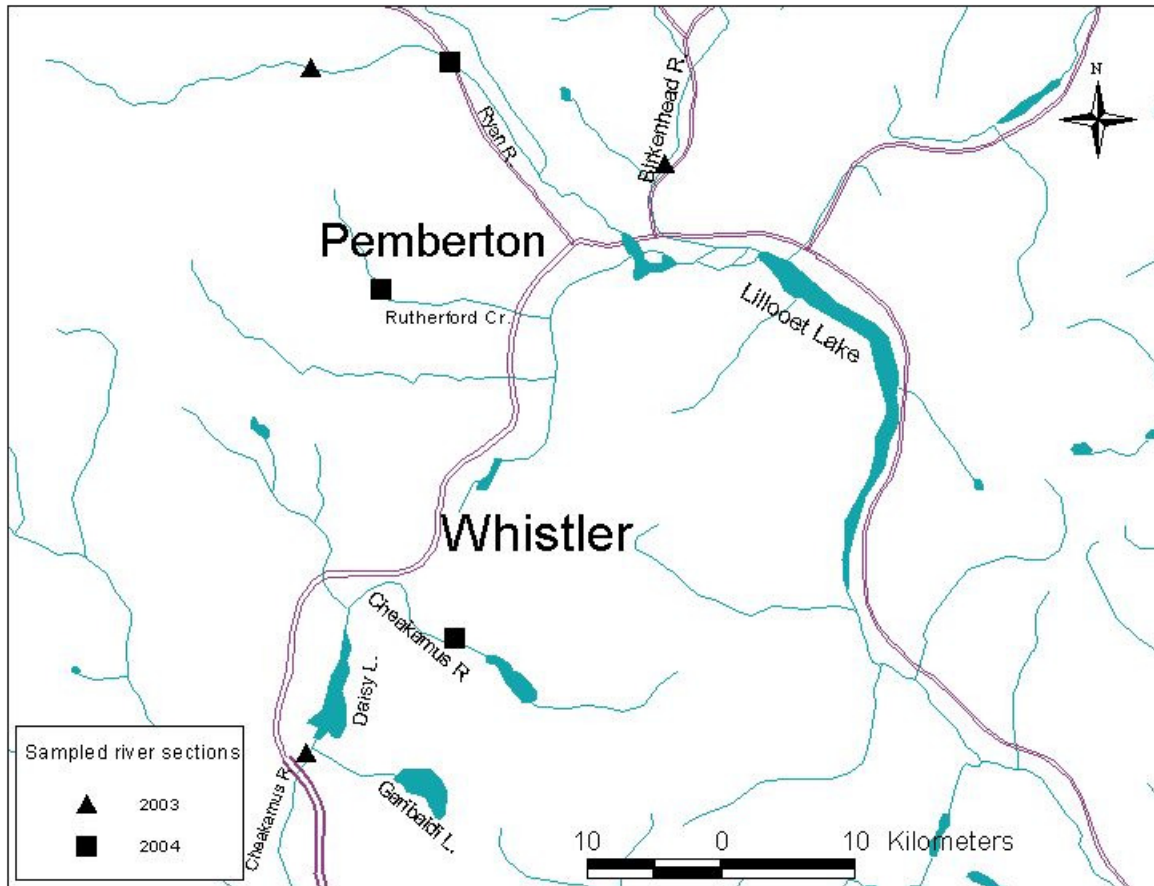 N
Ryan R.
Birkenhead R.
Pemberton
Rutherford Cr.
Lillooet Lake
Whistler
Cheakamus R
Daisy L.
Cheakamus R.
Garibaldi L.
Sampled river sections
2003
2004
10 0 10 Kilometers